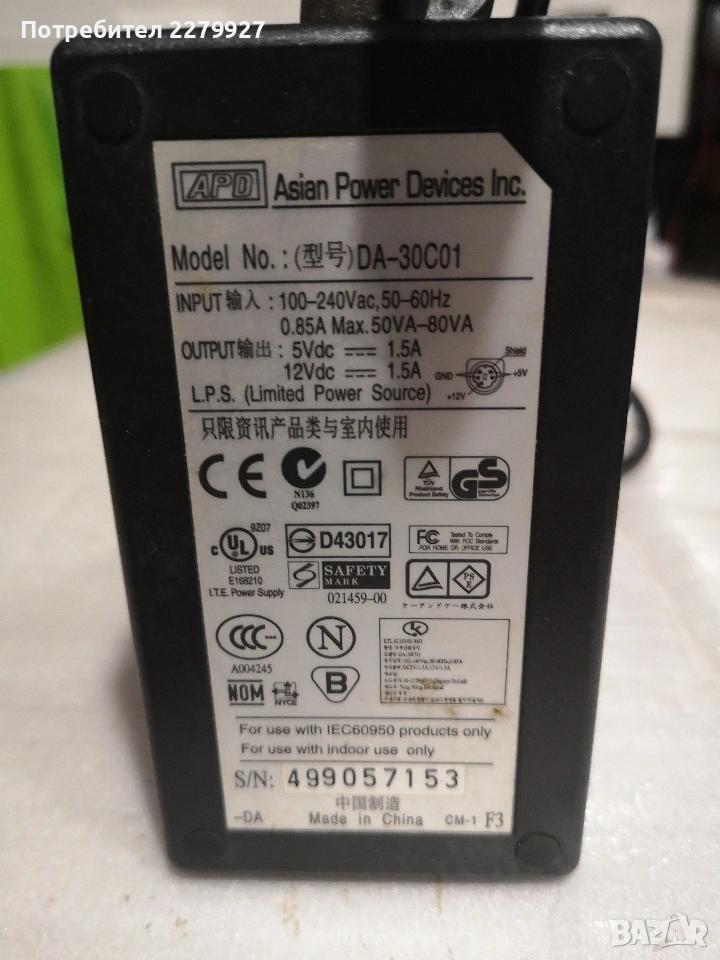 Потребител 2279927
APD Asian Power Devices Inc.
Model No.: (型号) DA-30C01
INPUT 输入 : 100-240Vac, 50-60Hz
0.85A Max. 50VA-80VA
OUTPUT 输出 : 5Vdc 1.5A
12Vdc 1.5A
Shield
GND
+5V
+12V
L.P.S. (Limited Power Source)
只限资讯产品类与室内使用
CE
N136
Q02397
TÜV
Rheinland
Product Safety
GS
9Z07
c UL us
LISTED
E168210
I.T.E. Power Supply
D43017
FC Tested To Comply
With FCC Standards
FOR HOME OR OFFICE USE
S SAFETY
MARK
021459-00
PS
E
ケーアンドケー株式会社
CCC
A004245
N
NOM
NYCE
B
For use with IEC60950 products only
For use with indoor use only
S/N: 499057153
中国制造
-DA Made in China CM-1 F3
BAZAR